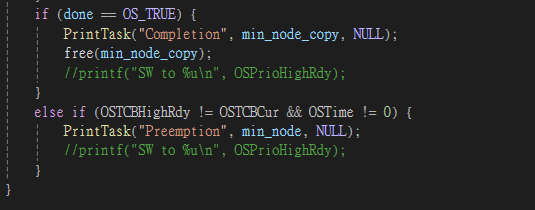 if (done == OS_TRUE) {
PrintTask("Completion", min_node_copy, NULL);
free(min_node_copy);
//printf("SW to %u\n", OSPrioHighRdy);
}
else if (OSTCBHighRdy != OSTCBCur && OSTime != 0) {
PrintTask("Preemption", min_node, NULL);
//printf("SW to %u\n", OSPrioHighRdy);
}
}